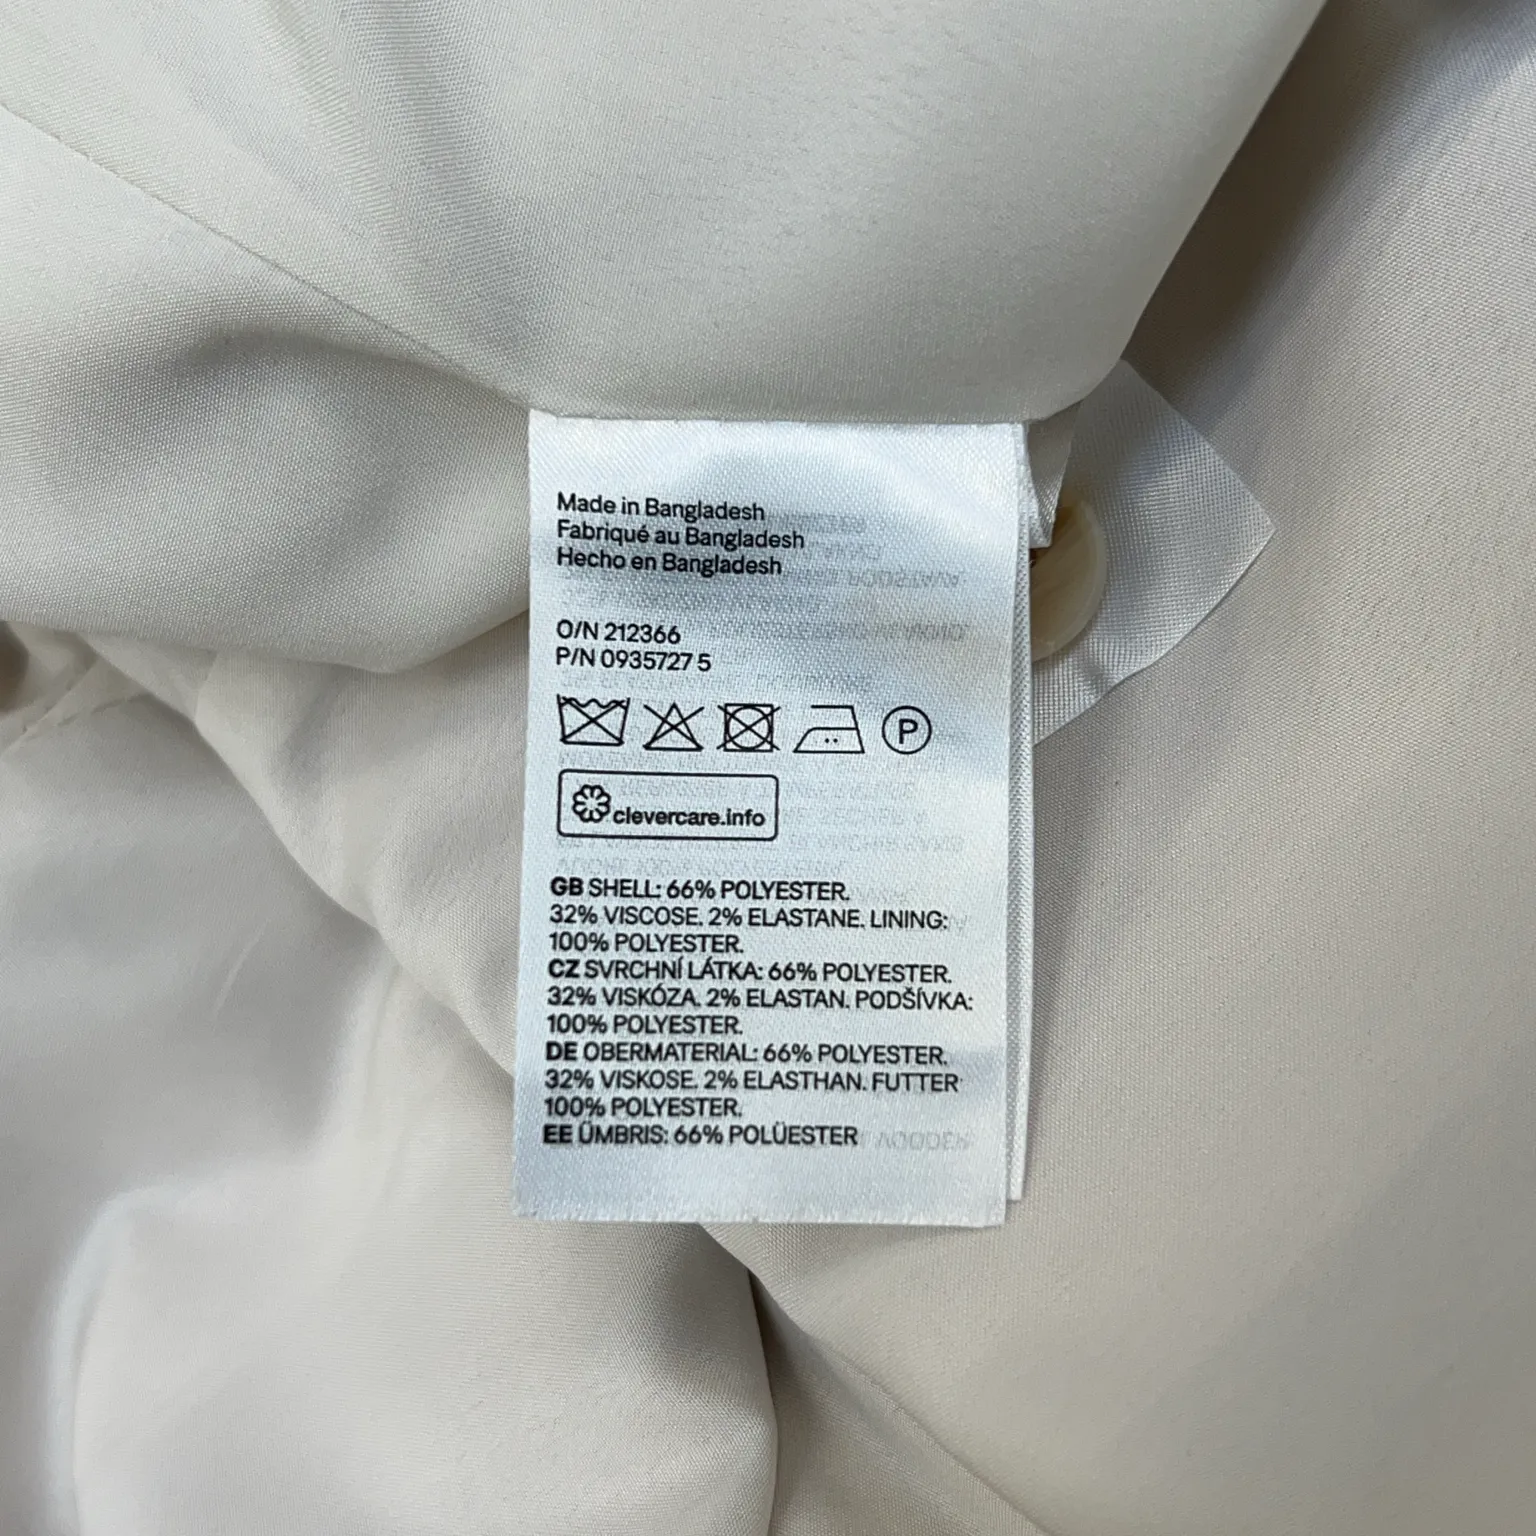 Made in Bangladesh
Fabriqué au Bangladesh
Hecho en Bangladesh
O/N 212366
P/N 0935727 5
P
clevercare.info
GB SHELL: 66% POLYESTER.
32% VISCOSE. 2% ELASTANE. LINING:
100% POLYESTER.
CZ SVRCHNÍ LÁTKA: 66% POLYESTER.
32% VISKÓZA. 2% ELASTAN. PODŠÍVKA:
100% POLYESTER.
DE OBERMATERIAL: 66% POLYESTER.
32% VISKOSE. 2% ELASTHAN. FUTTER
100% POLYESTER.
EE ÜMBRIS: 66% POLÜESTER